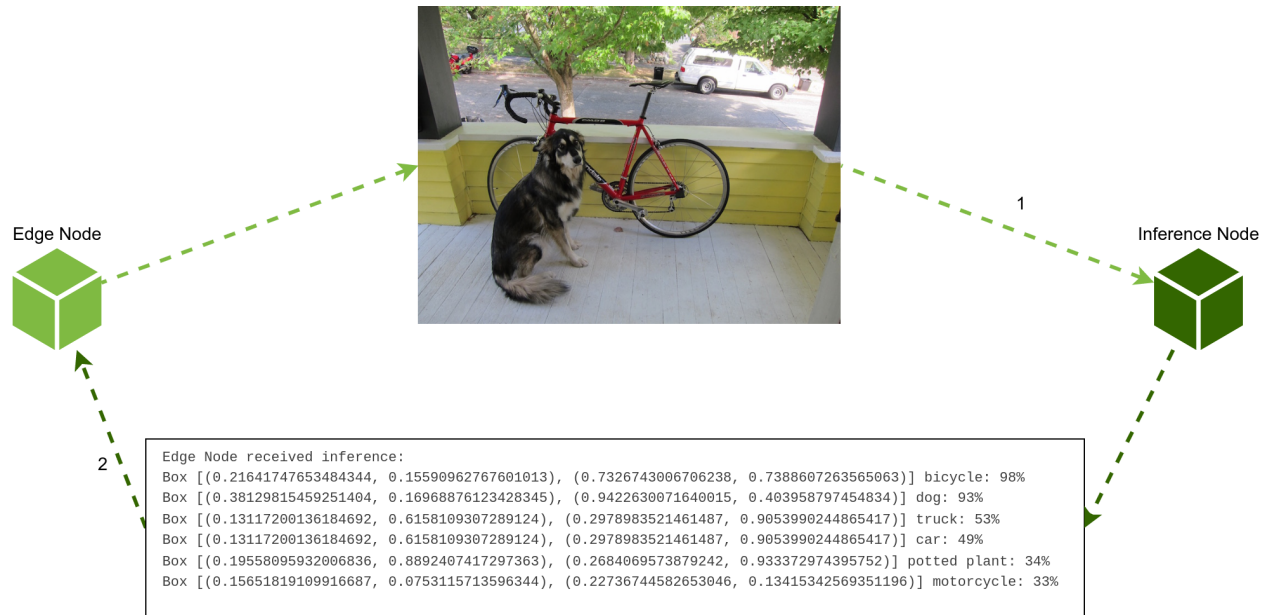 Edge Node
1
Inference Node
2
Edge Node received inference:
Box [(0.21641747653484344, 0.15590962767601013), (0.7326743006706238, 0.7388607263565063)] bicycle: 98%
Box [(0.38129815459251404, 0.16968876123428345), (0.9422630071640015, 0.403958797454834)] dog: 93%
Box [(0.13117200136184692, 0.6158109307289124), (0.2978983521461487, 0.9053990244865417)] truck: 53%
Box [(0.13117200136184692, 0.6158109307289124), (0.2978983521461487, 0.9053990244865417)] car: 49%
Box [(0.19558095932006836, 0.8892407417297363), (0.2684069573879242, 0.933372974395752)] potted plant: 34%
Box [(0.15651819109916687, 0.0753115713596344), (0.22736744582653046, 0.13415342569351196)] motorcycle: 33%